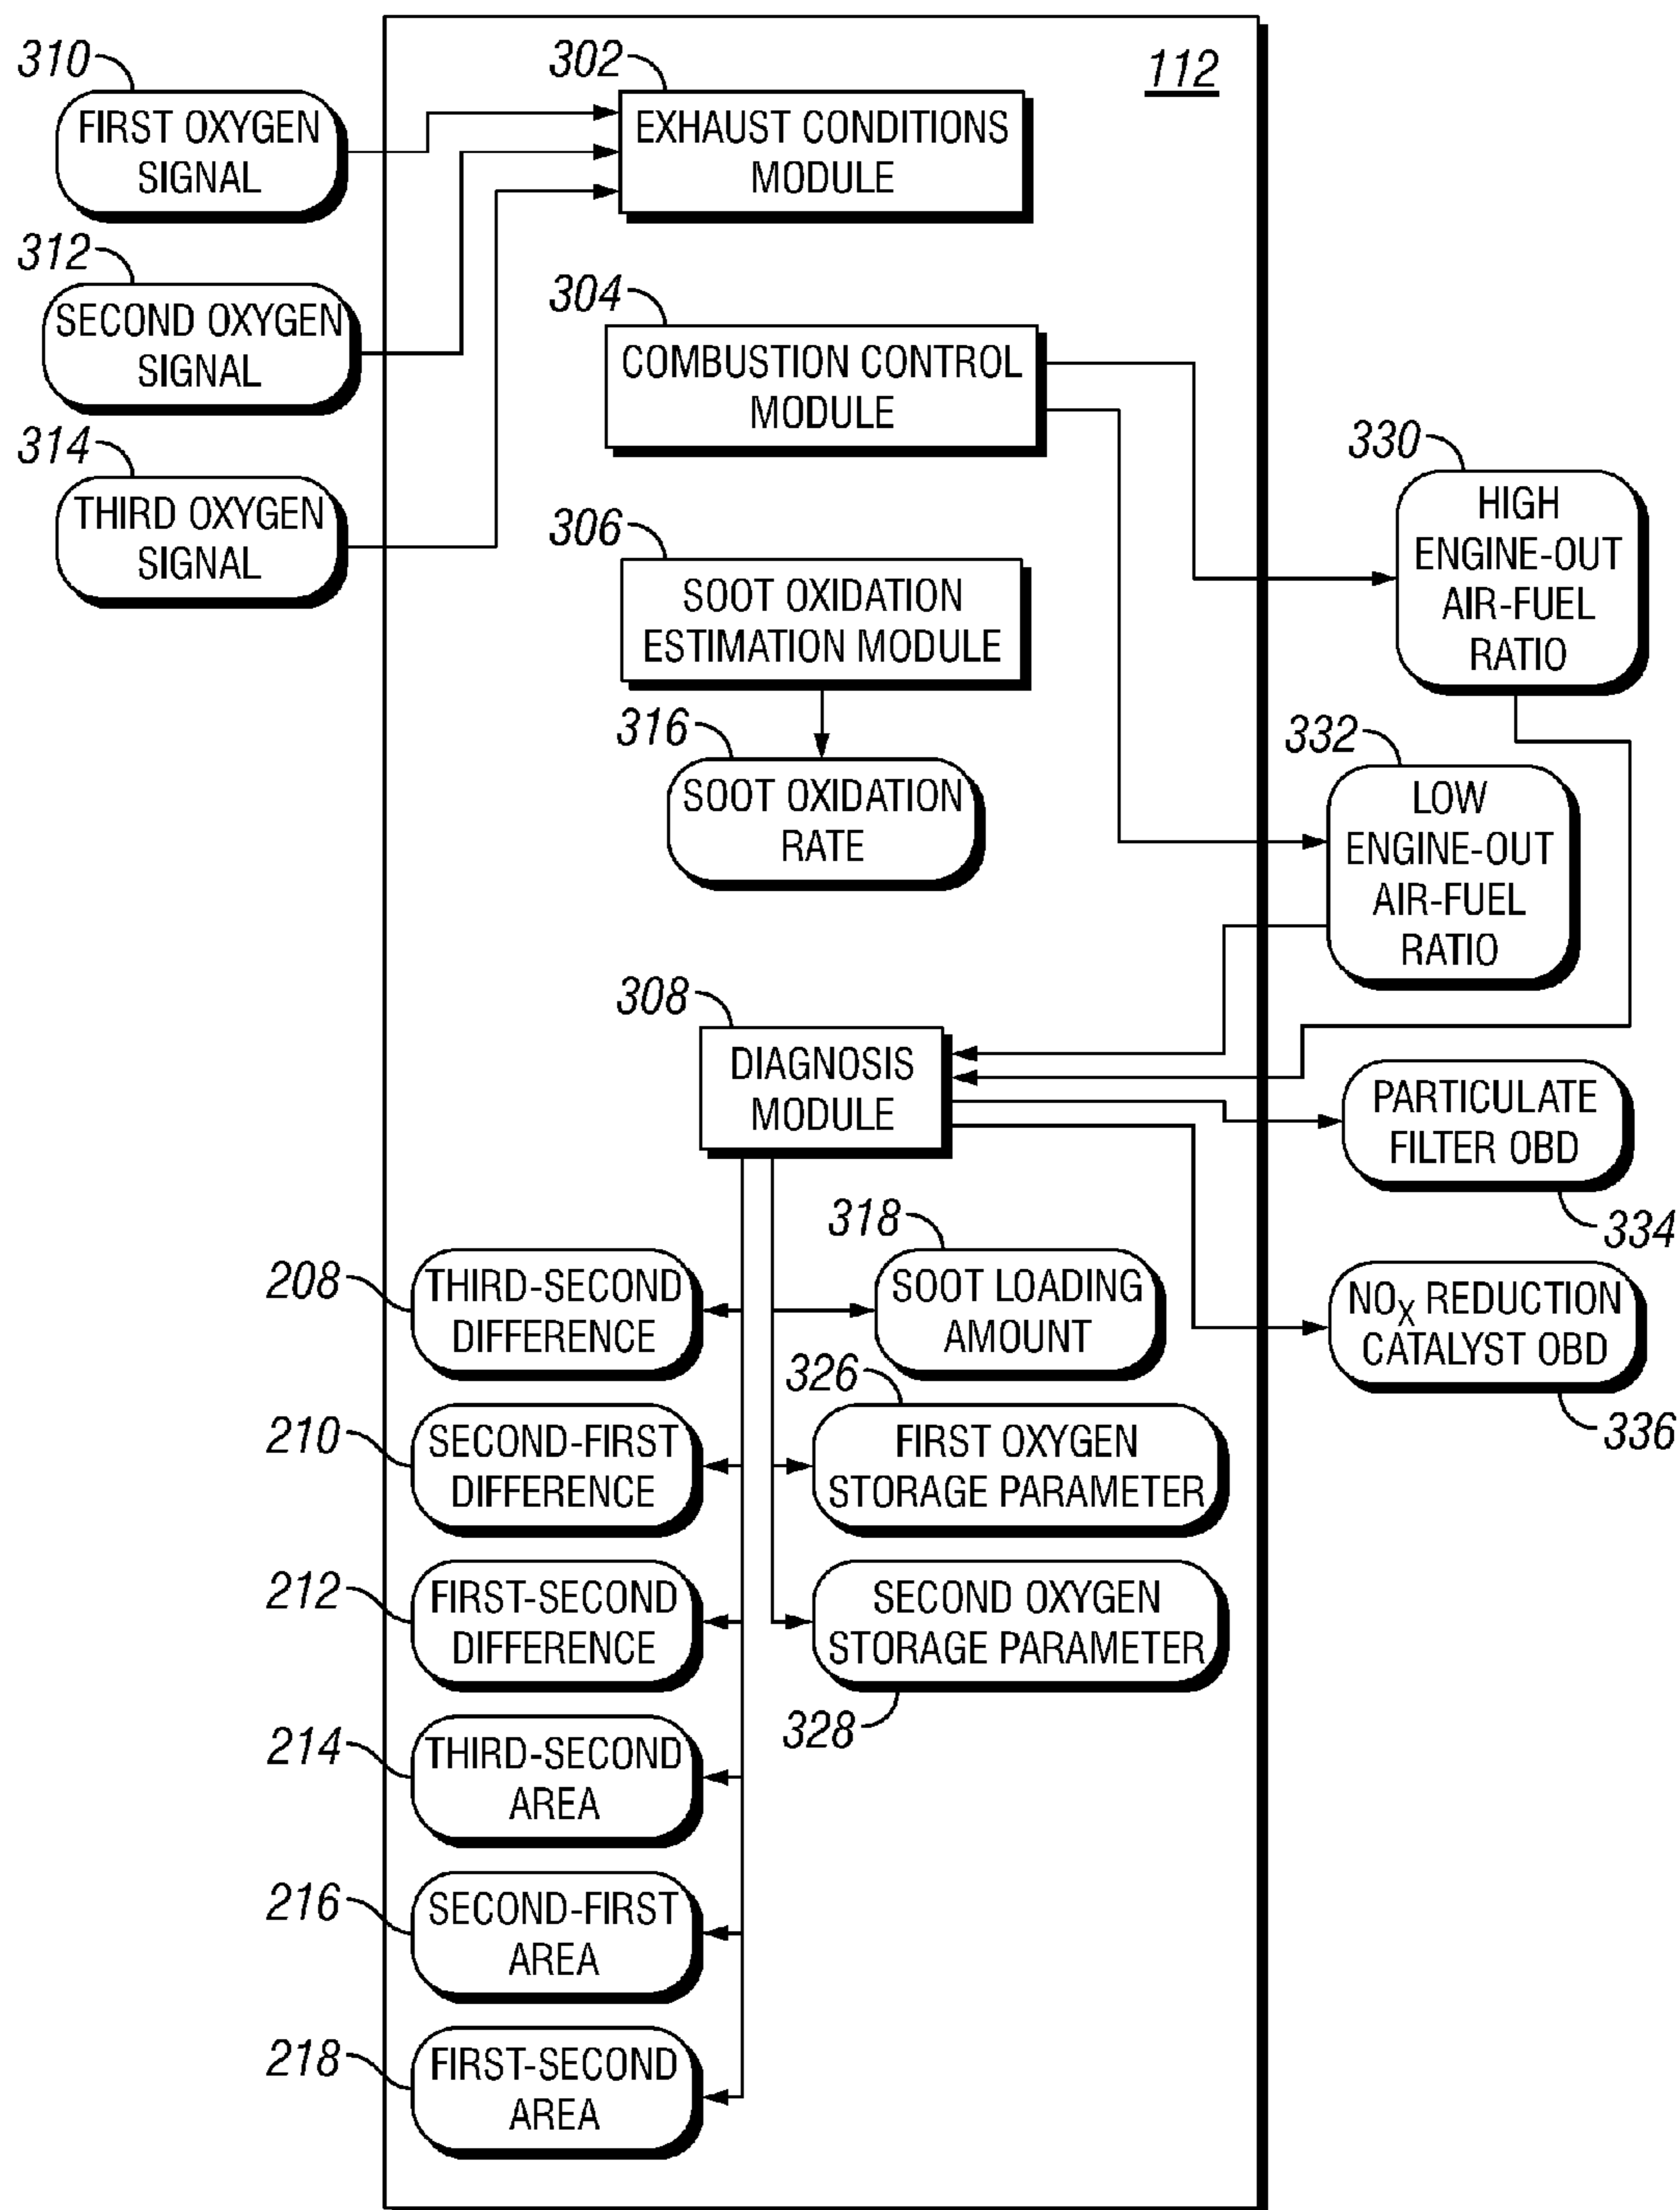 112
310
FIRST OXYGEN
SIGNAL
302
EXHAUST CONDITIONS
MODULE
312
SECOND OXYGEN
SIGNAL
304
COMBUSTION CONTROL
MODULE
314
THIRD OXYGEN
SIGNAL
330
HIGH
ENGINE-OUT
AIR-FUEL
RATIO
306
SOOT OXIDATION
ESTIMATION MODULE
316
SOOT OXIDATION
RATE
332
LOW
ENGINE-OUT
AIR-FUEL
RATIO
308
DIAGNOSIS
MODULE
PARTICULATE
FILTER OBD
334
318
SOOT LOADING
AMOUNT
208
THIRD-SECOND
DIFFERENCE
NOX REDUCTION
CATALYST OBD
336
326
FIRST OXYGEN
STORAGE PARAMETER
210
SECOND-FIRST
DIFFERENCE
212
FIRST-SECOND
DIFFERENCE
SECOND OXYGEN
STORAGE PARAMETER
328
214
THIRD-SECOND
AREA
216
SECOND-FIRST
AREA
218
FIRST-SECOND
AREA